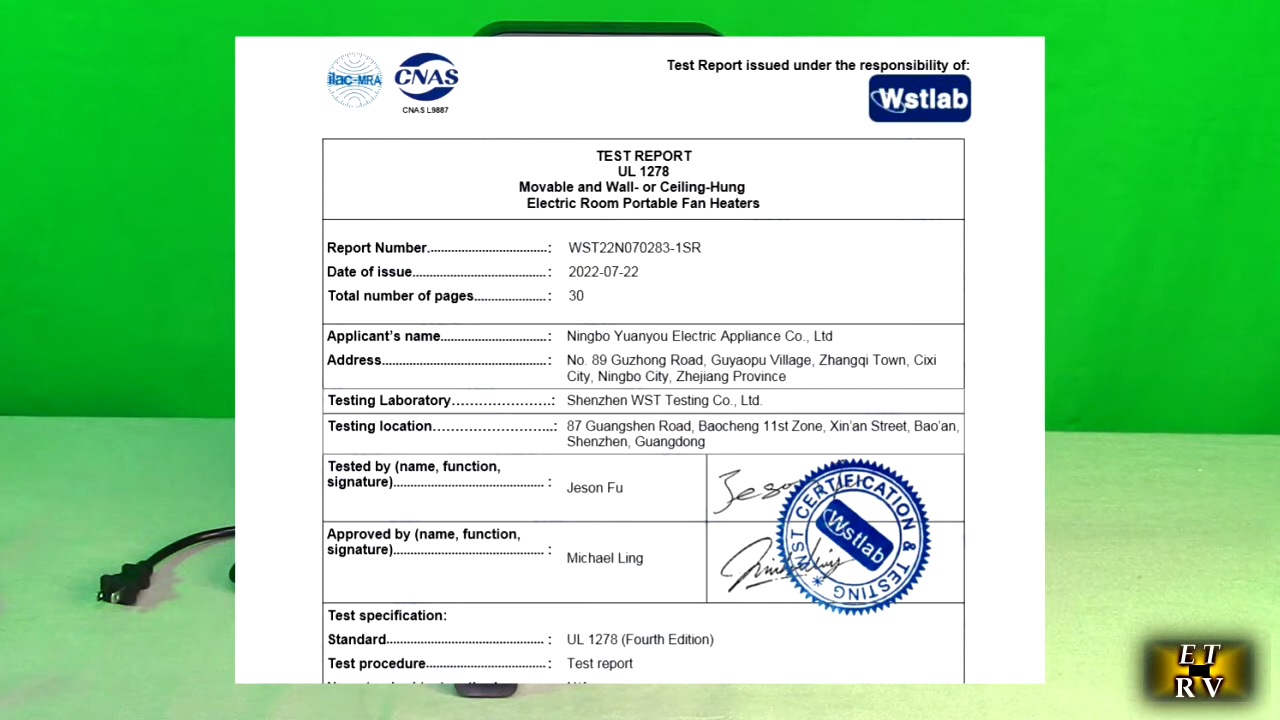 ilac-MRA
CNAS
CNAS L9887
Test Report issued under the responsibility of:
Wstlab
TEST REPORT
UL 1278
Movable and Wall- or Ceiling-Hung
Electric Room Portable Fan Heaters
Report Number..................................: WST22N070283-1SR
Date of issue......................................: 2022-07-22
Total number of pages.....................: 30
Applicant's name..............................: Ningbo Yuanyou Electric Appliance Co., Ltd
Address..............................................: No. 89 Guzhong Road, Guyaopu Village, Zhangqi Town, Cixi
City, Ningbo City, Zhejiang Province
Testing Laboratory…………………: Shenzhen WST Testing Co., Ltd.
Testing location……………………..: 87 Guangshen Road, Baocheng 11st Zone, Xin'an Street, Bao'an,
Shenzhen, Guangdong
Tested by (name, function,
signature)........................................... : Jeson Fu
Approved by (name, function,
signature)........................................... : Michael Ling
WST CERTIFICATION & TESTING
Wstlab
Test specification:
Standard............................................. : UL 1278 (Fourth Edition)
Test procedure...................................: Test report
ET
RV